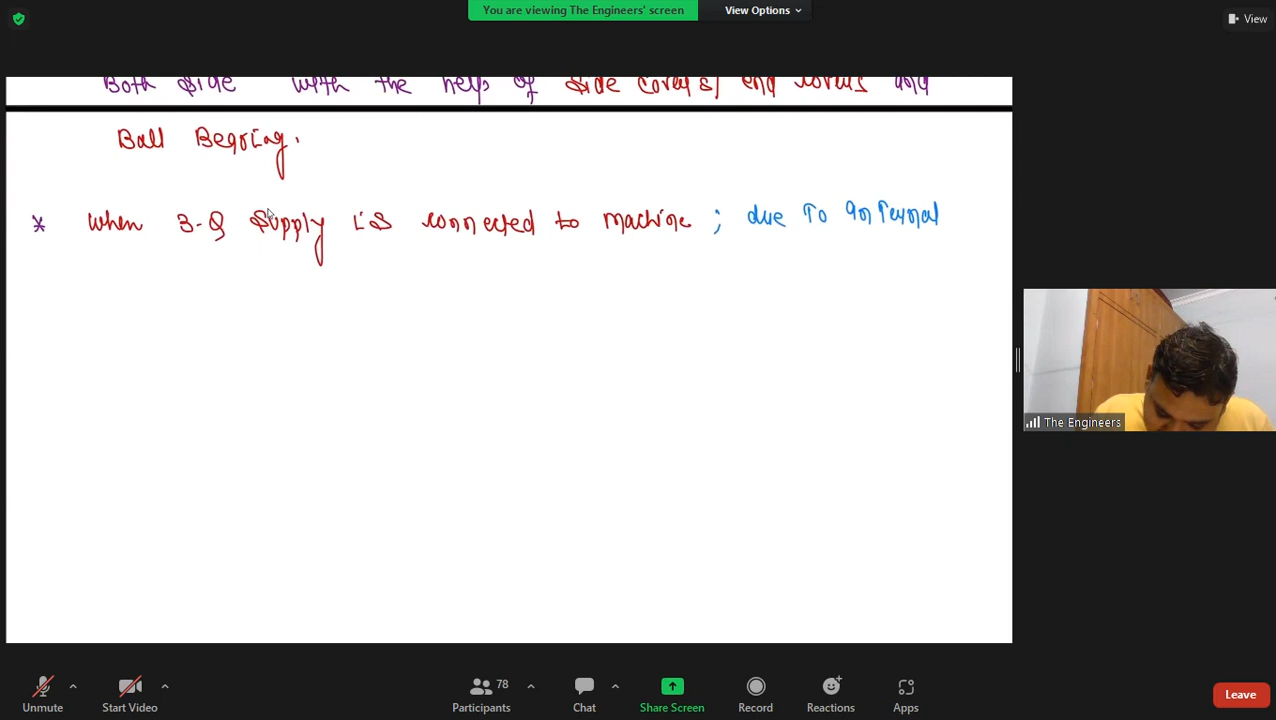 You are viewing The Engineers' screen
View Options
View
Both side with the help of side covers/ end covers and
Ball Bearing.
* when 3-Q supply is connected to machine ; due To internal
The Engineers
Unmute
Start Video
78
Participants
Chat
Share Screen
Record
Reactions
Apps
Leave